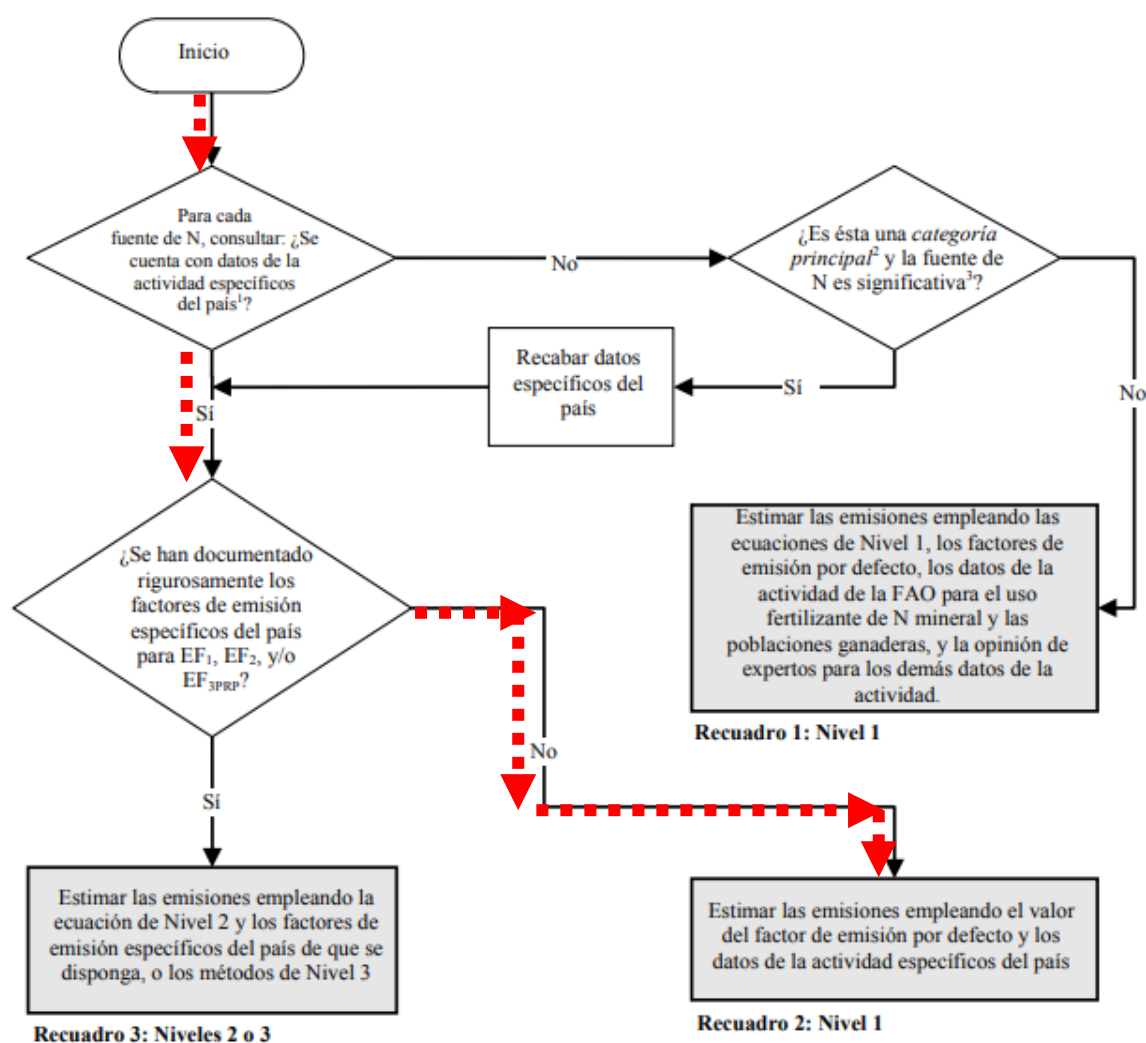 Inicio
Para cada
fuente de N, consultar: ¿Se
cuenta con datos de la
actividad específicos
del país¹?
No
¿Es ésta una categoría
principal² y la fuente de
N es significativa³?
Recabar datos
específicos del
país
Sí
No
Sí
¿Se han documentado
rigurosamente los
factores de emisión
específicos del país
para EF₁, EF₂, y/o
EF₃PRP?
Estimar las emisiones empleando las
ecuaciones de Nivel 1, los factores de
emisión por defecto, los datos de la
actividad de la FAO para el uso
fertilizante de N mineral y las
poblaciones ganaderas, y la opinión de
expertos para los demás datos de la
actividad.
Recuadro 1: Nivel 1
No
Sí
Estimar las emisiones empleando la
ecuación de Nivel 2 y los factores de
emisión específicos del país de que se
disponga, o los métodos de Nivel 3
Recuadro 3: Niveles 2 o 3
Estimar las emisiones empleando el valor
del factor de emisión por defecto y los
datos de la actividad específicos del país
Recuadro 2: Nivel 1